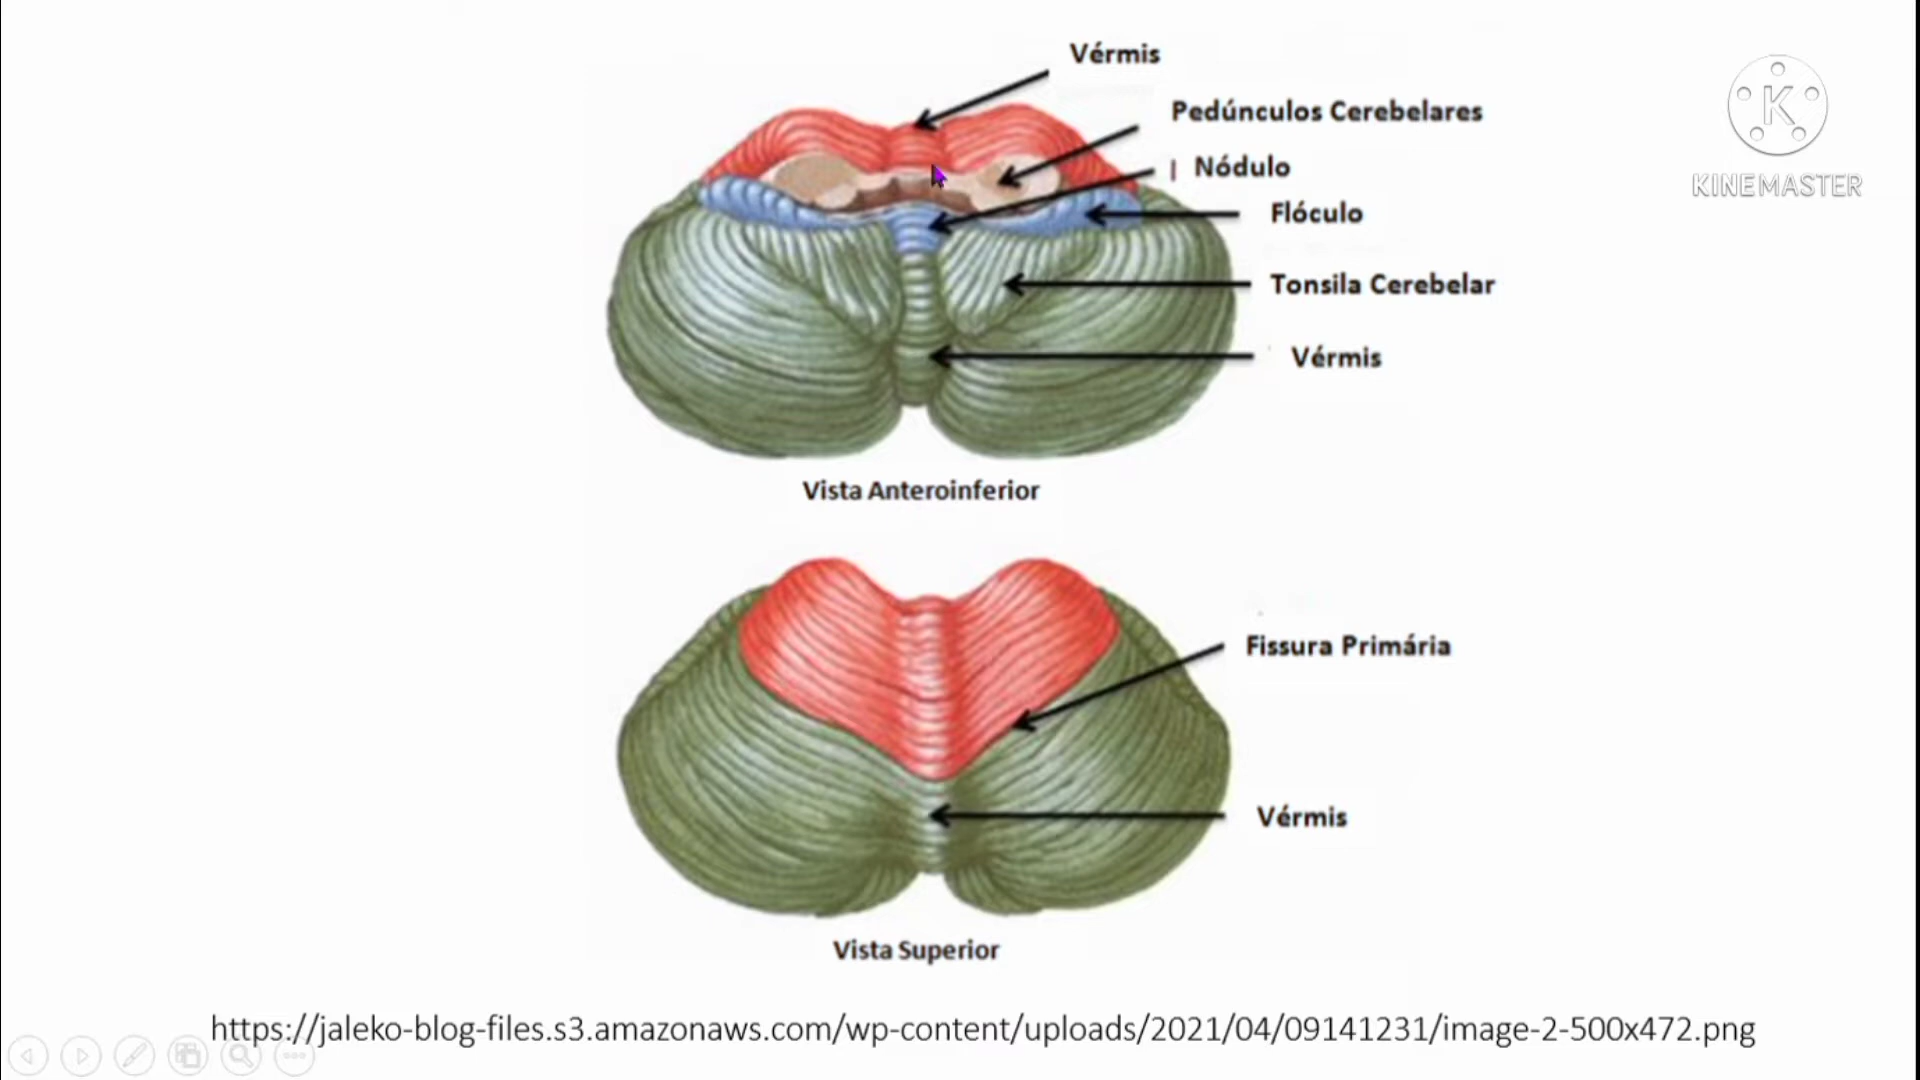 Vérmis
Pedúnculos Cerebelares
Nódulo
Flóculo
Tonsila Cerebelar
Vérmis
Vista Anteroinferior
Fissura Primária
Vérmis
Vista Superior
https://jaleko-blog-files.s3.amazonaws.com/wp-content/uploads/2021/04/09141231/image-2-500x472.png
K
KINEMASTER